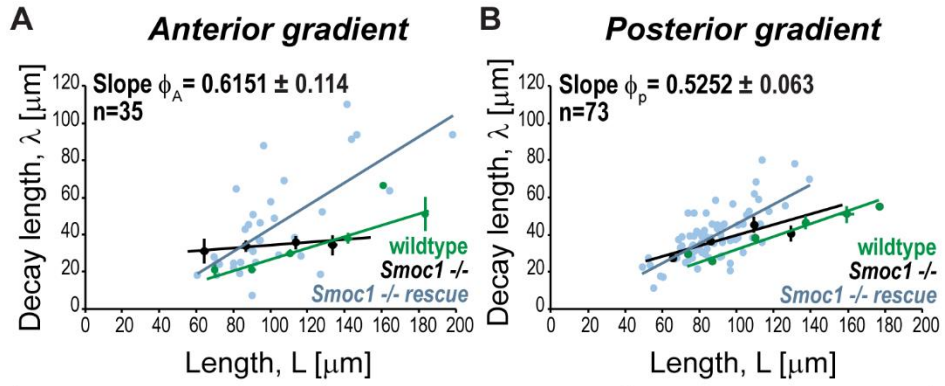 A
Anterior gradient
Decay length, λ [μm]
120
100
80
60
40
20
0
Slope ϕA = 0.6151 ± 0.114
n=35
wildtype
Smoc1 -/-
Smoc1 -/- rescue
0 20 40 60 80 100 120 140 160 180 200
Length, L [μm]
B
Posterior gradient
Decay length, λ [μm]
120
100
80
60
40
20
0
Slope ϕp = 0.5252 ± 0.063
n=73
wildtype
Smoc1 -/-
Smoc1 -/- rescue
0 20 40 60 80 100 120 140 160 180 200
Length, L [μm]